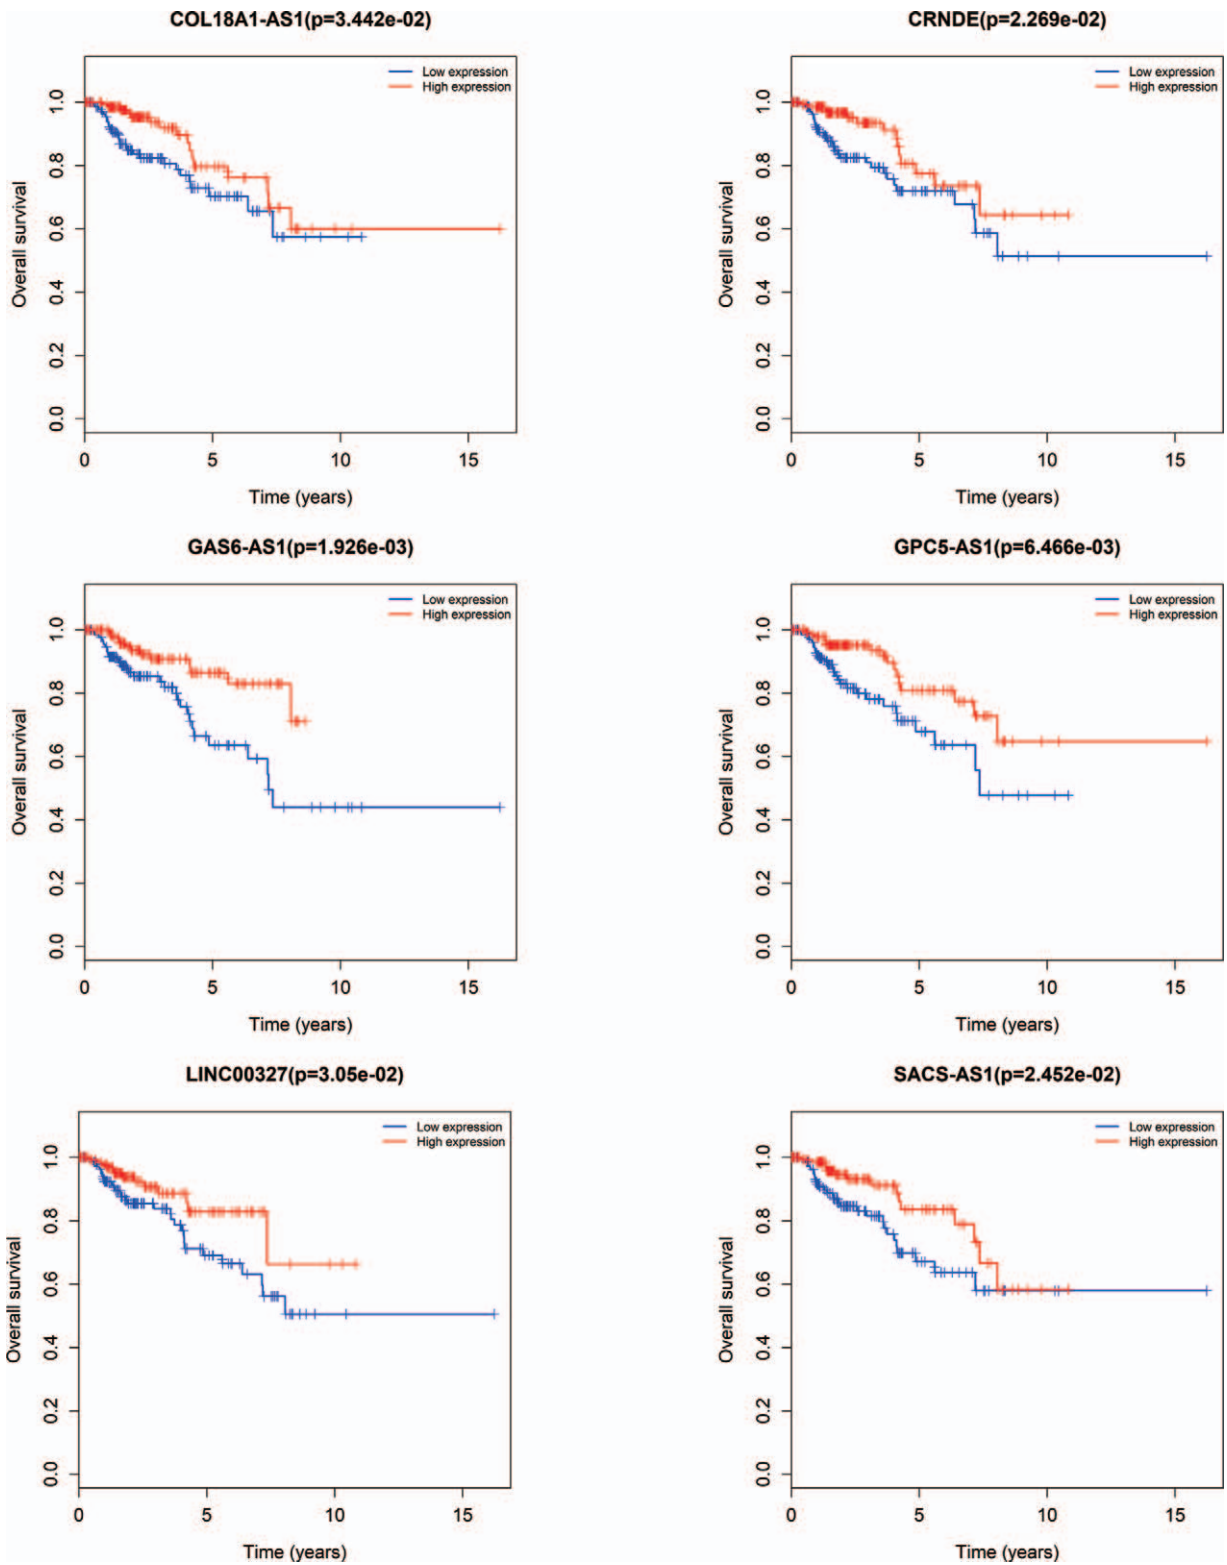 COL18A1-AS1(p=3.442e-02)
Low expression
High expression
Overall survival
0.0 0.2 0.4 0.6 0.8 1.0
0 5 10 15
Time (years)
CRNDE(p=2.269e-02)
Low expression
High expression
Overall survival
0.0 0.2 0.4 0.6 0.8 1.0
0 5 10 15
Time (years)
GAS6-AS1(p=1.926e-03)
Low expression
High expression
Overall survival
0.0 0.2 0.4 0.6 0.8 1.0
0 5 10 15
Time (years)
GPC5-AS1(p=6.466e-03)
Low expression
High expression
Overall survival
0.0 0.2 0.4 0.6 0.8 1.0
0 5 10 15
Time (years)
LINC00327(p=3.05e-02)
Low expression
High expression
Overall survival
0.0 0.2 0.4 0.6 0.8 1.0
0 5 10 15
Time (years)
SACS-AS1(p=2.452e-02)
Low expression
High expression
Overall survival
0.0 0.2 0.4 0.6 0.8 1.0
0 5 10 15
Time (years)